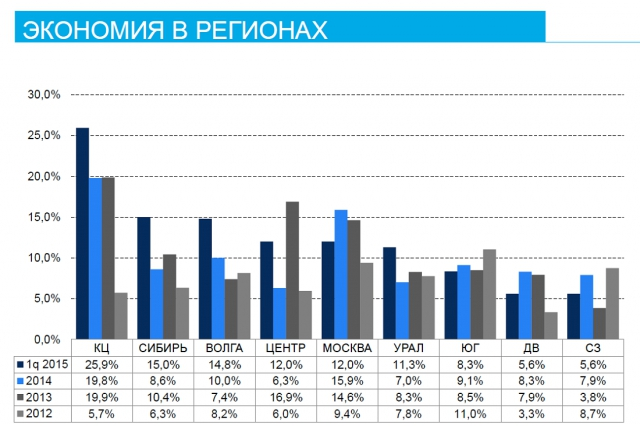 ЭКОНОМИЯ В РЕГИОНАХ
30,0%
25,0%
20,0%
15,0%
10,0%
5,0%
0,0%
КЦ СИБИРЬ ВОЛГА ЦЕНТР МОСКВА УРАЛ ЮГ ДВ СЗ
1q 2015 25,9% 15,0% 14,8% 12,0% 12,0% 11,3% 8,3% 5,6% 5,6%
2014 19,8% 8,6% 10,0% 6,3% 15,9% 7,0% 9,1% 8,3% 7,9%
2013 19,9% 10,4% 7,4% 16,9% 14,6% 8,3% 8,5% 7,9% 3,8%
2012 5,7% 6,3% 8,2% 6,0% 9,4% 7,8% 11,0% 3,3% 8,7%